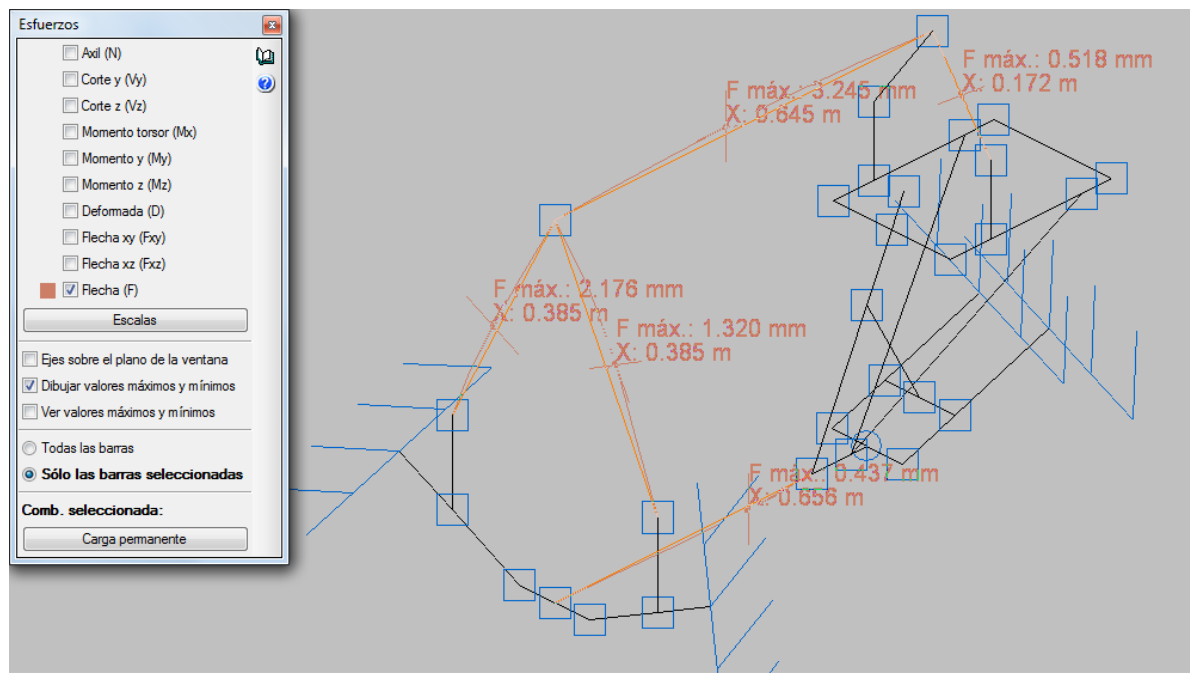 Esfuerzos
Axil (N)
Corte y (Vy)
Corte z (Vz)
Momento torsor (Mx)
Momento y (My)
Momento z (Mz)
Deformada (D)
Flecha xy (Fxy)
Flecha xz (Fxz)
Flecha (F)
Escalas
Ejes sobre el plano de la ventana
Dibujar valores máximos y mínimos
Ver valores máximos y mínimos
Todas las barras
Sólo las barras seleccionadas
Comb. seleccionada:
Carga permanente
F máx.: 0.518 mm
X: 0.172 m
F máx.: 3.245 mm
X: 0.645 m
F máx.: 2.176 mm
X: 0.385 m
F máx.: 1.320 mm
X: 0.385 m
F máx.: 0.437 mm
X: 0.656 m